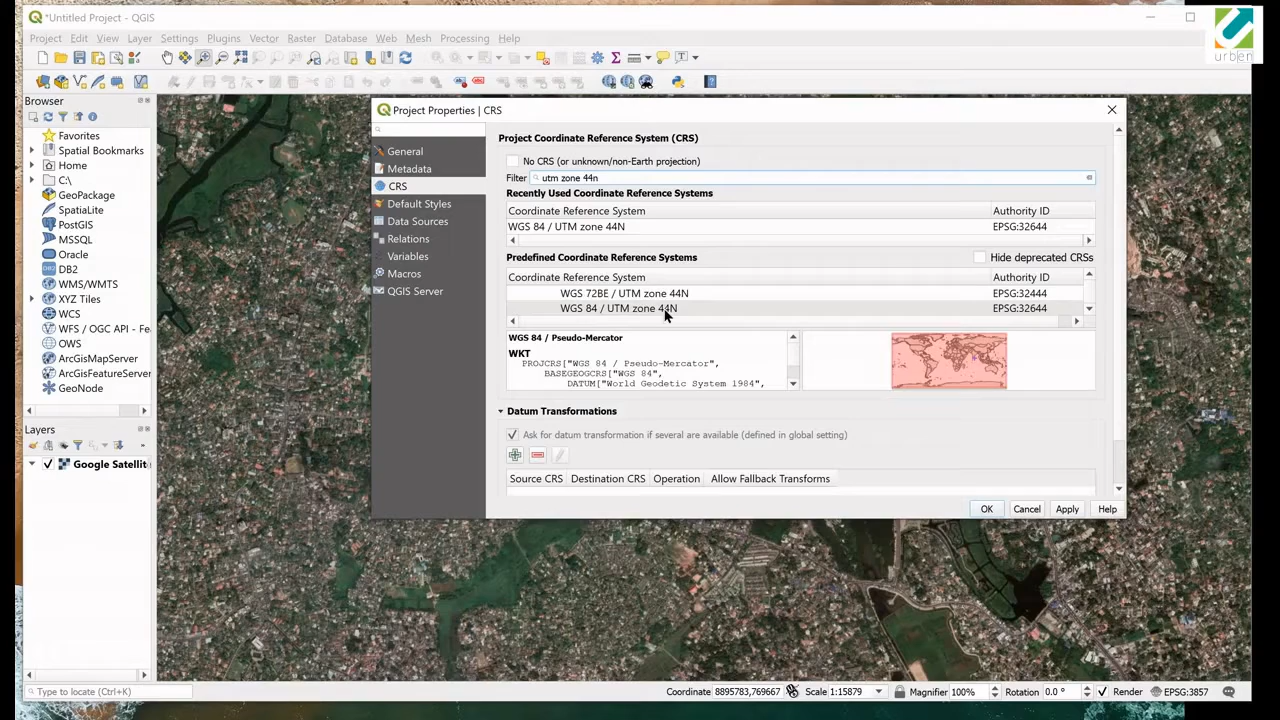 *Untitled Project - QGIS
urben
Project Edit View Layer Settings Plugins Vector Raster Database Web Mesh Processing Help
Browser
Favorites
Spatial Bookmarks
Home
C:\
GeoPackage
SpatiaLite
PostGIS
MSSQL
Oracle
DB2
WMS/WMTS
XYZ Tiles
WCS
WFS / OGC API - Fe
OWS
ArcGisMapServer
ArcGisFeatureServer
GeoNode
Layers
Google Satellit
Project Properties | CRS
General
Metadata
CRS
Default Styles
Data Sources
Relations
Variables
Macros
QGIS Server
Project Coordinate Reference System (CRS)
No CRS (or unknown/non-Earth projection)
Filter utm zone 44n
Recently Used Coordinate Reference Systems
Coordinate Reference System Authority ID
WGS 84 / UTM zone 44N EPSG:32644
Predefined Coordinate Reference Systems Hide deprecated CRSs
Coordinate Reference System Authority ID
WGS 72BE / UTM zone 44N EPSG:32444
WGS 84 / UTM zone 44N EPSG:32644
WGS 84 / Pseudo-Mercator
WKT
PROJCRS["WGS 84 / Pseudo-Mercator",
BASEGEOGCRS["WGS 84",
DATUM["World Geodetic System 1984",
Datum Transformations
Ask for datum transformation if several are available (defined in global setting)
Source CRS Destination CRS Operation Allow Fallback Transforms
OK Cancel Apply Help
Type to locate (Ctrl+K) Coordinate 8895783,769667 Scale 1:15879 Magnifier 100% Rotation 0.0 ° Render EPSG:3857